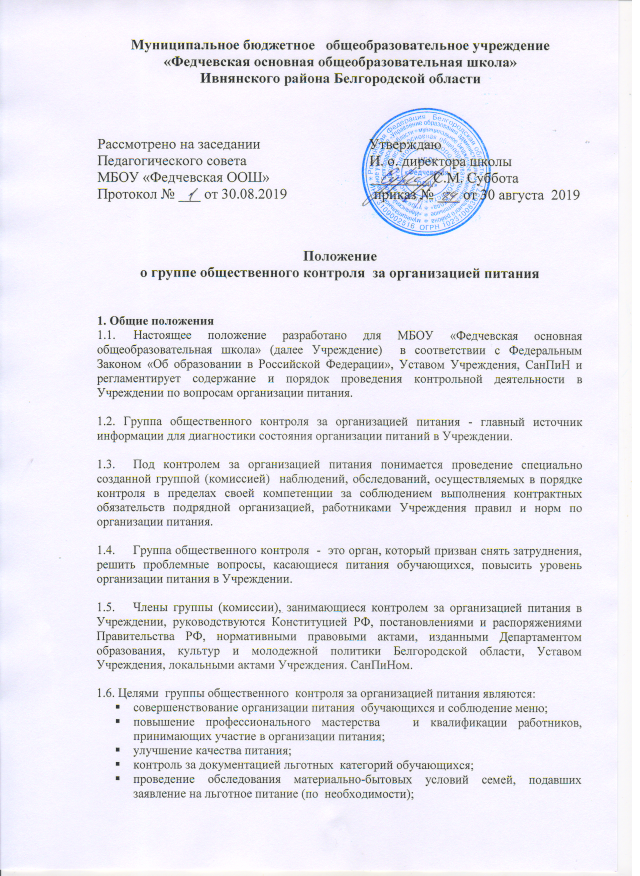 Муниципальное бюджетное общеобразовательное учреждение
«Федчевская основная общеобразовательная школа»
Ивнянского района Белгородской области
Рассмотрено на заседании
Педагогического совета
МБОУ «Федчевская ООШ»
Протокол № 1 от 30.08.2019
Утверждаю
И. о. директора школы
С.М. Суббота
приказ № от 30 августа 2019
Положение
о группе общественного контроля за организацией питания
1. Общие положения
1.1. Настоящее положение разработано для МБОУ «Федчевская основная
общеобразовательная школа» (далее Учреждение) в соответствии с Федеральным
Законом «Об образовании в Российской Федерации», Уставом Учреждения, СанПиН и
регламентирует содержание и порядок проведения контрольной деятельности в
Учреждении по вопросам организации питания.
1.2. Группа общественного контроля за организацией питания - главный источник
информации для диагностики состояния организации питаний в Учреждении.
1.3. Под контролем за организацией питания понимается проведение специально
созданной группой (комиссией) наблюдений, обследований, осуществляемых в порядке
контроля в пределах своей компетенции за соблюдением выполнения контрактных
обязательств подрядной организацией, работниками Учреждения правил и норм по
организации питания.
1.4. Группа общественного контроля - это орган, который призван снять затруднения,
решить проблемные вопросы, касающиеся питания обучающихся, повысить уровень
организации питания в Учреждении.
1.5. Члены группы (комиссии), занимающиеся контролем за организацией питания в
Учреждении, руководствуются Конституцией РФ, постановлениями и распоряжениями
Правительства РФ, нормативными правовыми актами, изданными Департаментом
образования, культур и молодежной политики Белгородской области, Уставом
Учреждения, локальными актами Учреждения. СанПиНом.
1.6. Целями группы общественного контроля за организацией питания являются:
▪ совершенствование организации питания обучающихся и соблюдение меню;
▪ повышение профессионального мастерства и квалификации работников,
принимающих участие в организации питания;
▪ улучшение качества питания;
▪ контроль за документацией льготных категорий обучающихся;
▪ проведение обследования материально-бытовых условий семей, подавших
заявление на льготное питание (по необходимости);